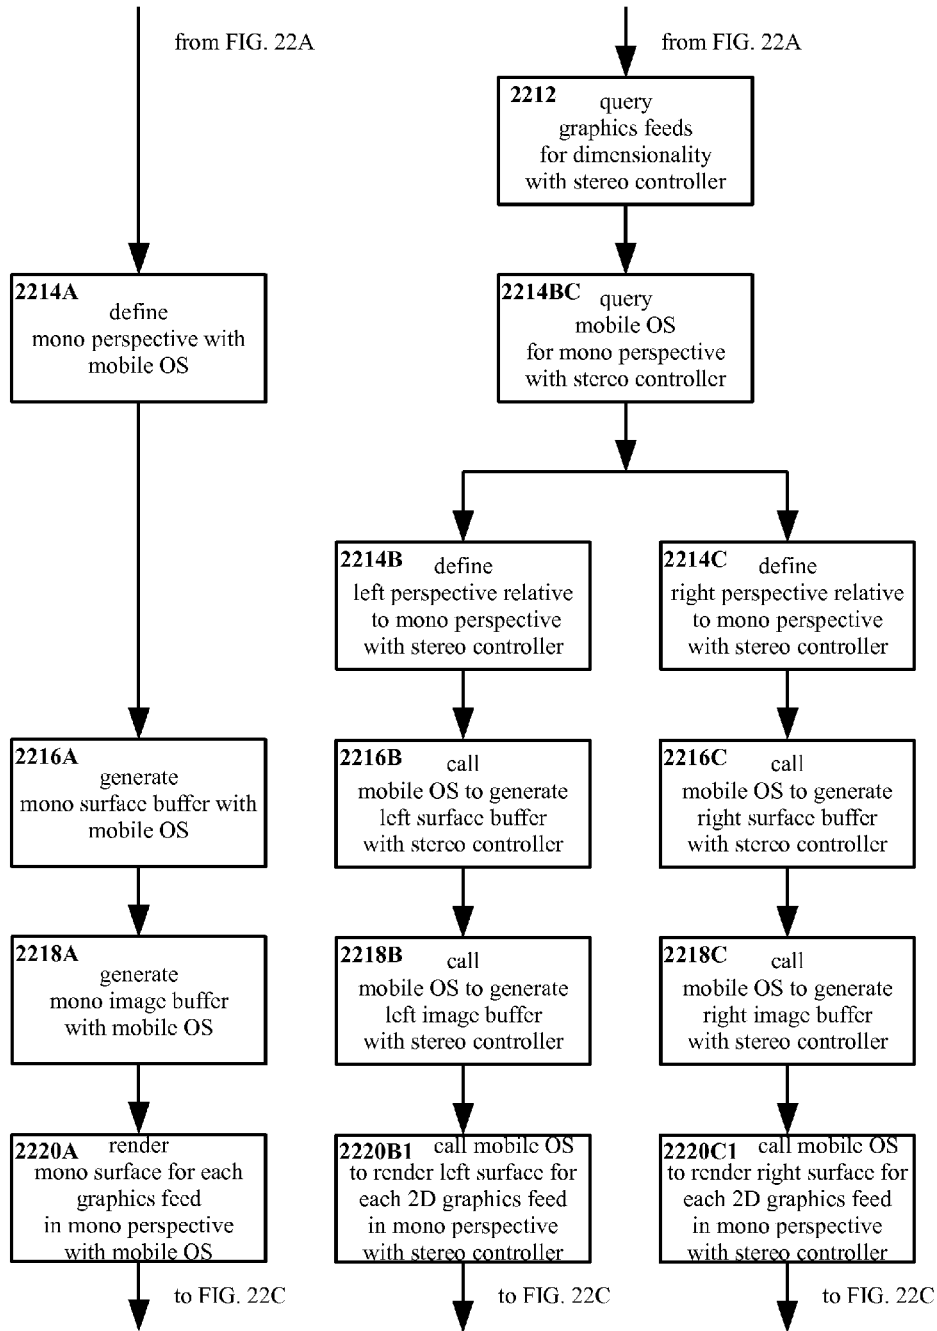 from FIG. 22A
from FIG. 22A
2212
query
graphics feeds
for dimensionality
with stereo controller
2214A
define
mono perspective with
mobile OS
2214BC
query
mobile OS
for mono perspective
with stereo controller
2214B
define
left perspective relative
to mono perspective
with stereo controller
2214C
define
right perspective relative
to mono perspective
with stereo controller
2216A
generate
mono surface buffer with
mobile OS
2216B
call
mobile OS to generate
left surface buffer
with stereo controller
2216C
call
mobile OS to generate
right surface buffer
with stereo controller
2218A
generate
mono image buffer
with mobile OS
2218B
call
mobile OS to generate
left image buffer
with stereo controller
2218C
call
mobile OS to generate
right image buffer
with stereo controller
2220A
render
mono surface for each
graphics feed
in mono perspective
with mobile OS
2220B1
call mobile OS
to render left surface for
each 2D graphics feed
in mono perspective
with stereo controller
2220C1
call mobile OS
to render right surface for
each 2D graphics feed
in mono perspective
with stereo controller
to FIG. 22C
to FIG. 22C
to FIG. 22C